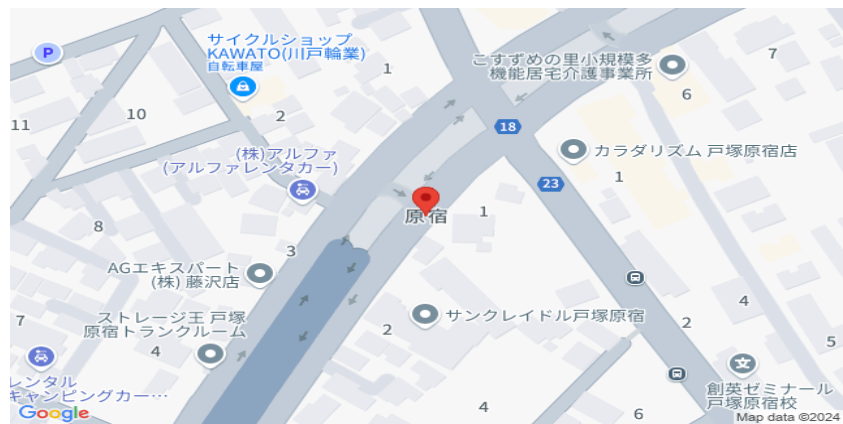 P
サイクルショップ
KAWATO(川戸輪業)
自転車屋
1
こすずめの里小規模多
機能居宅介護事業所
7
6
11
10
2
18
(株)アルファ
(アルファレンタカー)
カラダリズム 戸塚原宿店
23
1
原宿
1
8
3
AGエキスパート
(株) 藤沢店
ストレージ王 戸塚
原宿トランクルーム
サンクレイドル戸塚原宿
7
4
2
2
4
5
レンタル
キャンピングカー…
創英ゼミナール
戸塚原宿校
4
6
Google
Map data ©2024